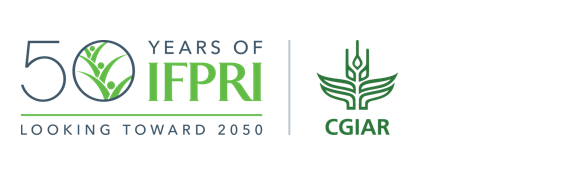 50 YEARS OF
IFPRI
LOOKING TOWARD 2050
CGIAR